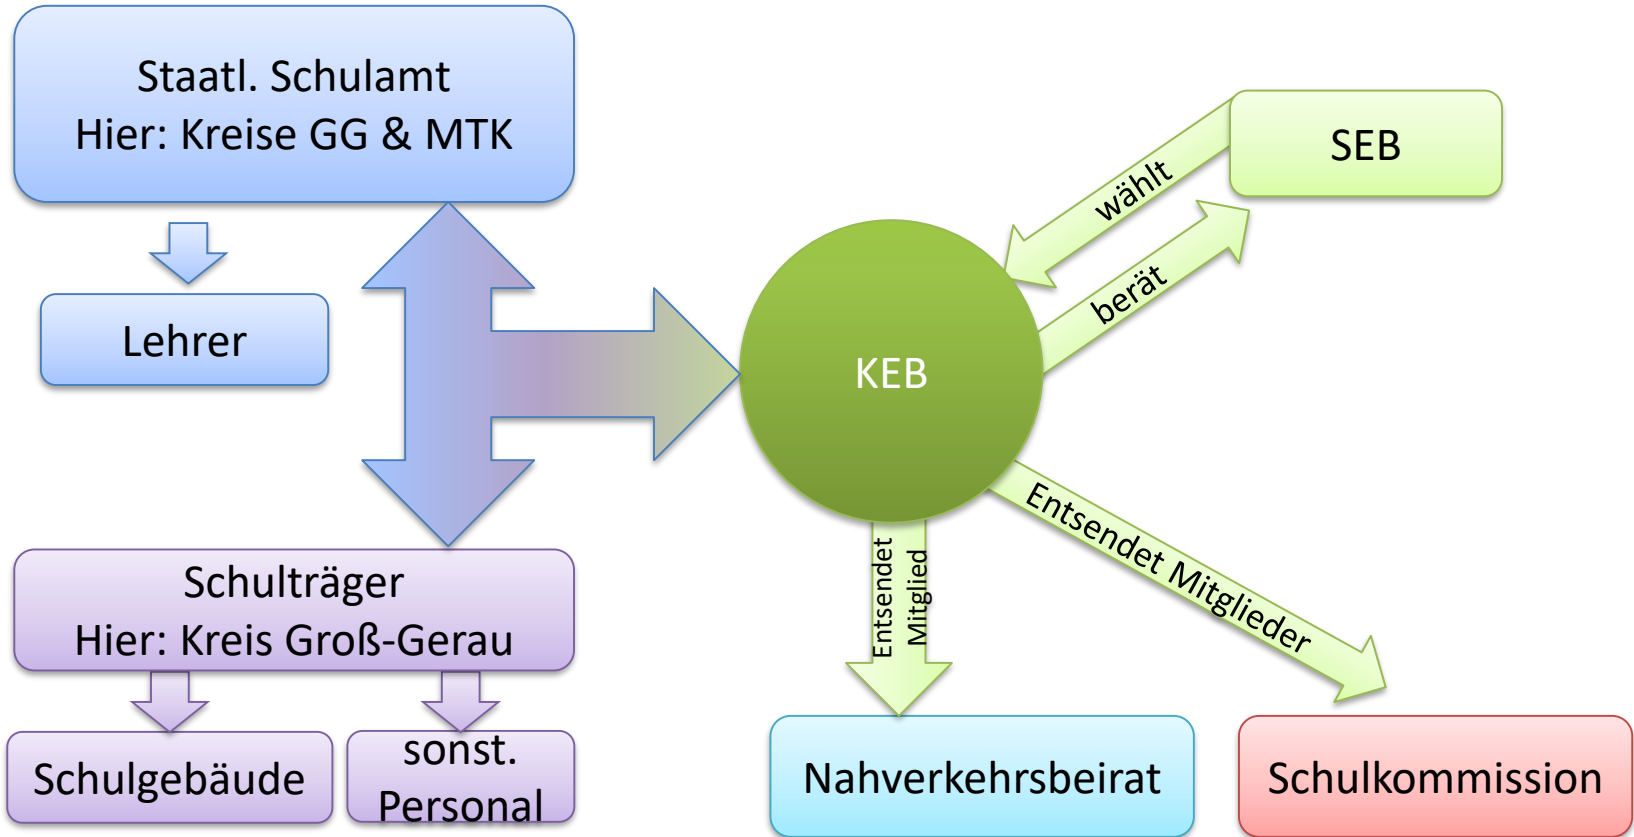 Staatl. Schulamt
Hier: Kreise GG & MTK
SEB
wählt
berät
Lehrer
KEB
Entsendet
Mitglied
Entsendet Mitglieder
Schulträger
Hier: Kreis Groß-Gerau
Schulgebäude
sonst.
Personal
Nahverkehrsbeirat
Schulkommission